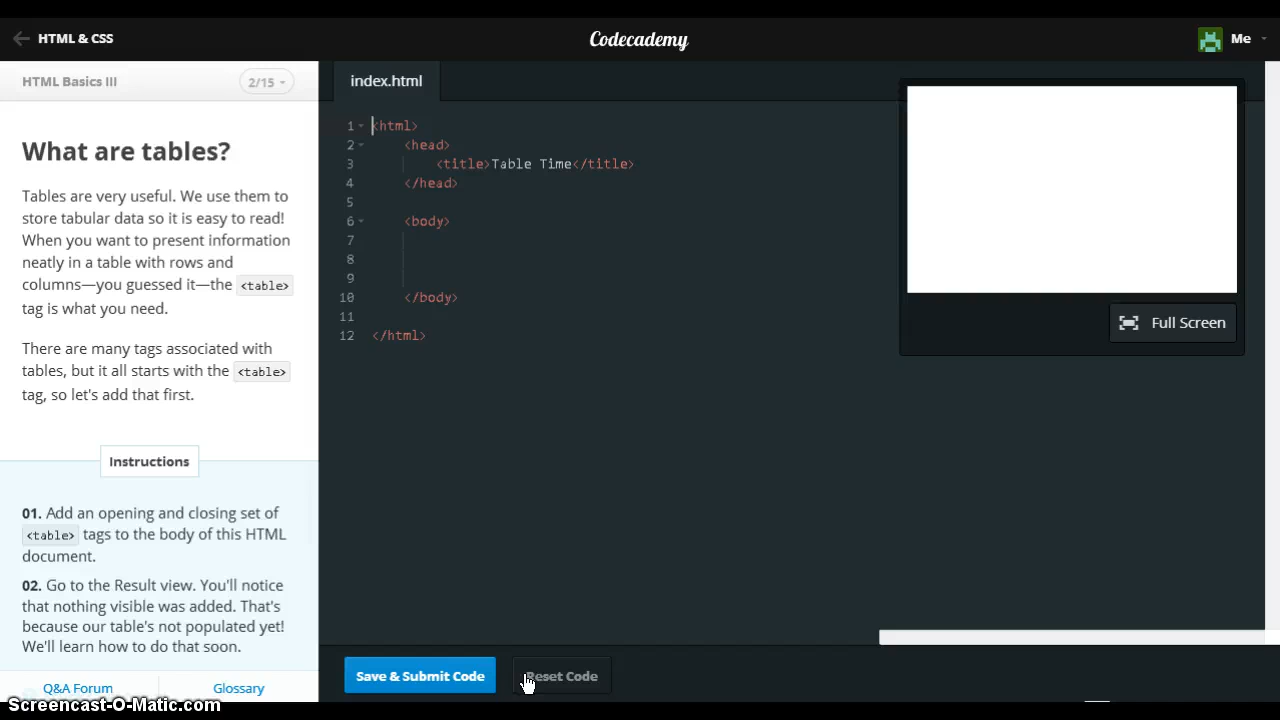 HTML & CSS
Codecademy
Me
HTML Basics III
2/15
index.html
What are tables?
Tables are very useful. We use them to
store tabular data so it is easy to read!
When you want to present information
neatly in a table with rows and
columns—you guessed it—the <table>
tag is what you need.
There are many tags associated with
tables, but it all starts with the <table>
tag, so let's add that first.
Instructions
01. Add an opening and closing set of
<table> tags to the body of this HTML
document.
02. Go to the Result view. You'll notice
that nothing visible was added. That's
because our table's not populated yet!
We'll learn how to do that soon.
Q&A Forum
Glossary
1 <html>
2 <head>
3 <title>Table Time</title>
4 </head>
5
6 <body>
7
8
9
10 </body>
11
12 </html>
Full Screen
Save & Submit Code
Reset Code
Screencast-O-Matic.com